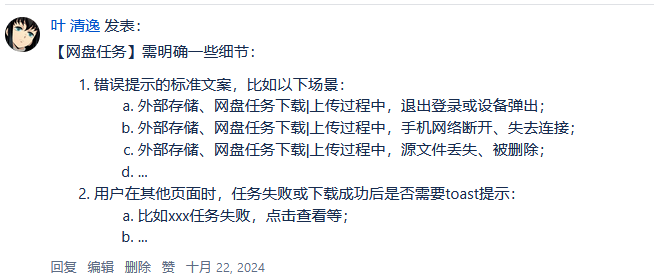 叶 清逸 发表：
【网盘任务】需明确一些细节：
1. 错误提示的标准文案，比如以下场景：
a. 外部存储、网盘任务下载|上传过程中，退出登录或设备弹出；
b. 外部存储、网盘任务下载|上传过程中，手机网络断开、失去连接；
c. 外部存储、网盘任务下载|上传过程中，源文件丢失、被删除；
d. ...
2. 用户在其他页面时，任务失败或下载成功后是否需要toast提示：
a. 比如xxx任务失败，点击查看等；
b. ...
回复 编辑 删除 赞 十月 22, 2024